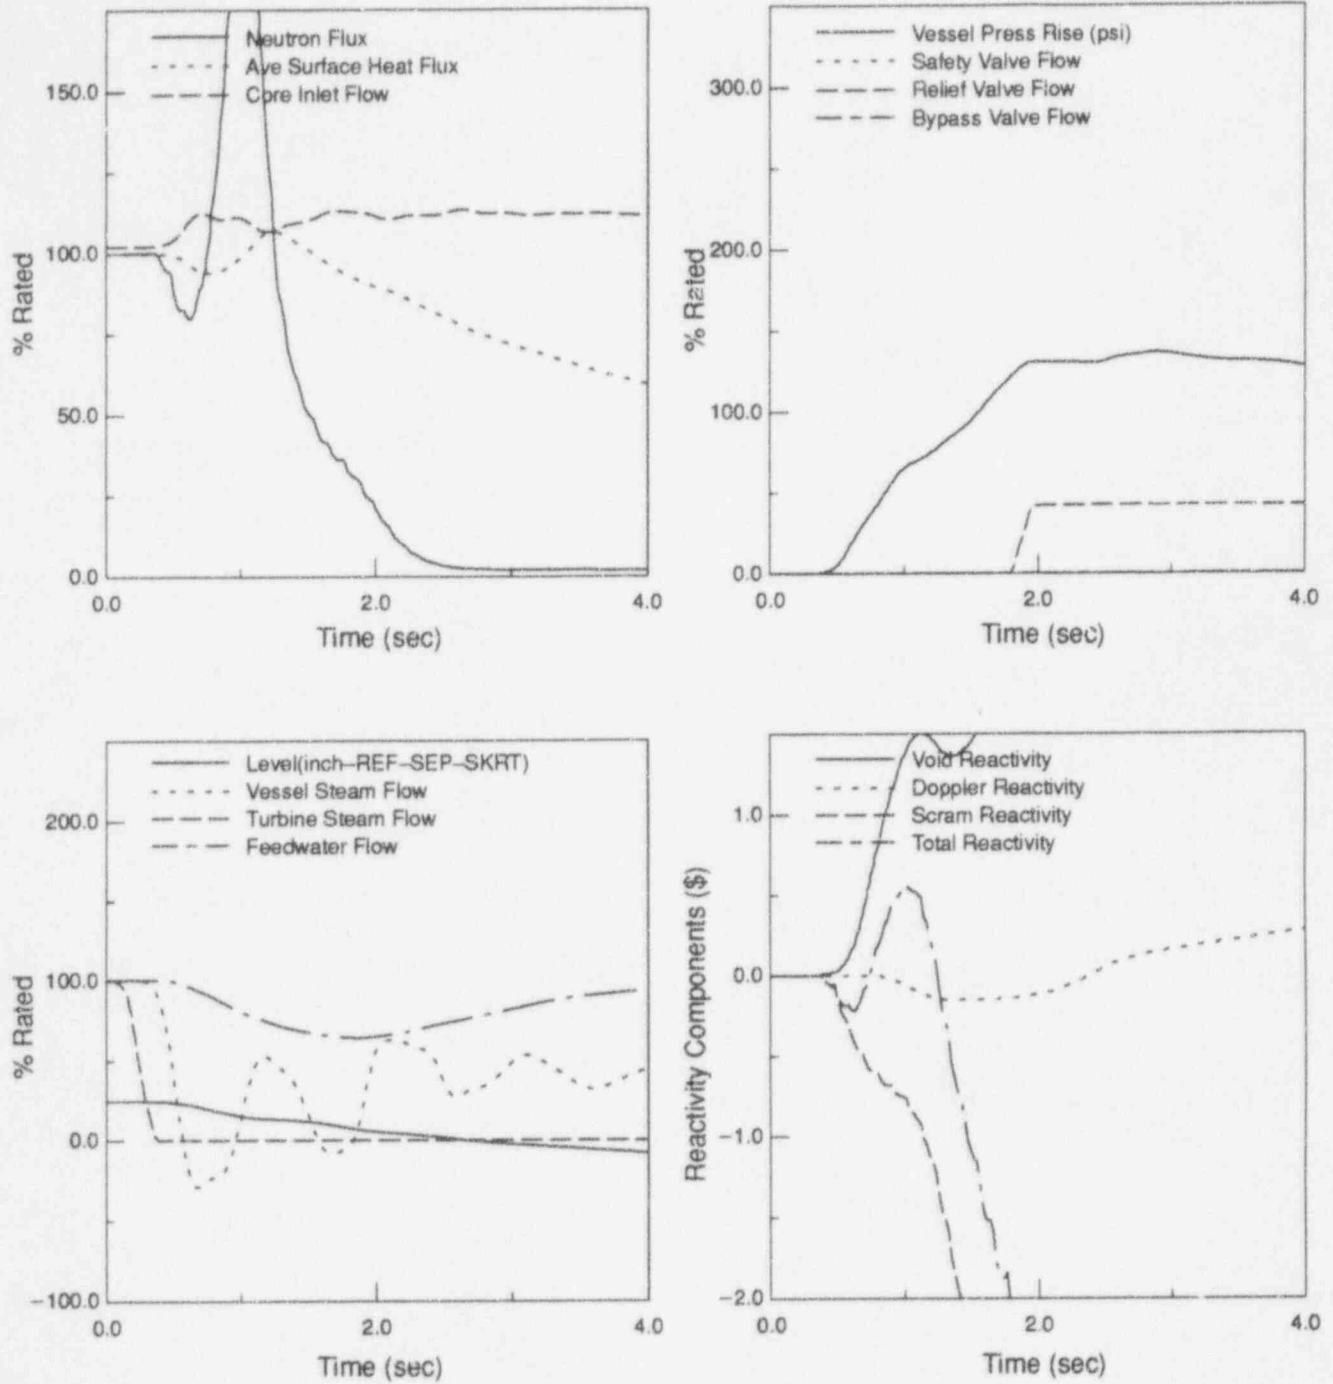 Neutron Flux
Ave Surface Heat Flux
Core Inlet Flow
150.0
100.0
50.0
0.0
% Rated
0.0
2.0
4.0
Time (sec)
Vessel Press Rise (psi)
Safety Valve Flow
Relief Valve Flow
Bypass Valve Flow
300.0
200.0
100.0
0.0
% Rated
0.0
2.0
4.0
Time (sec)
Level(inch-REF-SEP-SKRT)
Vessel Steam Flow
Turbine Steam Flow
Feedwater Flow
200.0
100.0
0.0
-100.0
% Rated
0.0
2.0
4.0
Time (sec)
Void Reactivity
Doppler Reactivity
Scram Reactivity
Total Reactivity
1.0
0.0
-1.0
-2.0
Reactivity Components ($)
0.0
2.0
4.0
Time (sec)